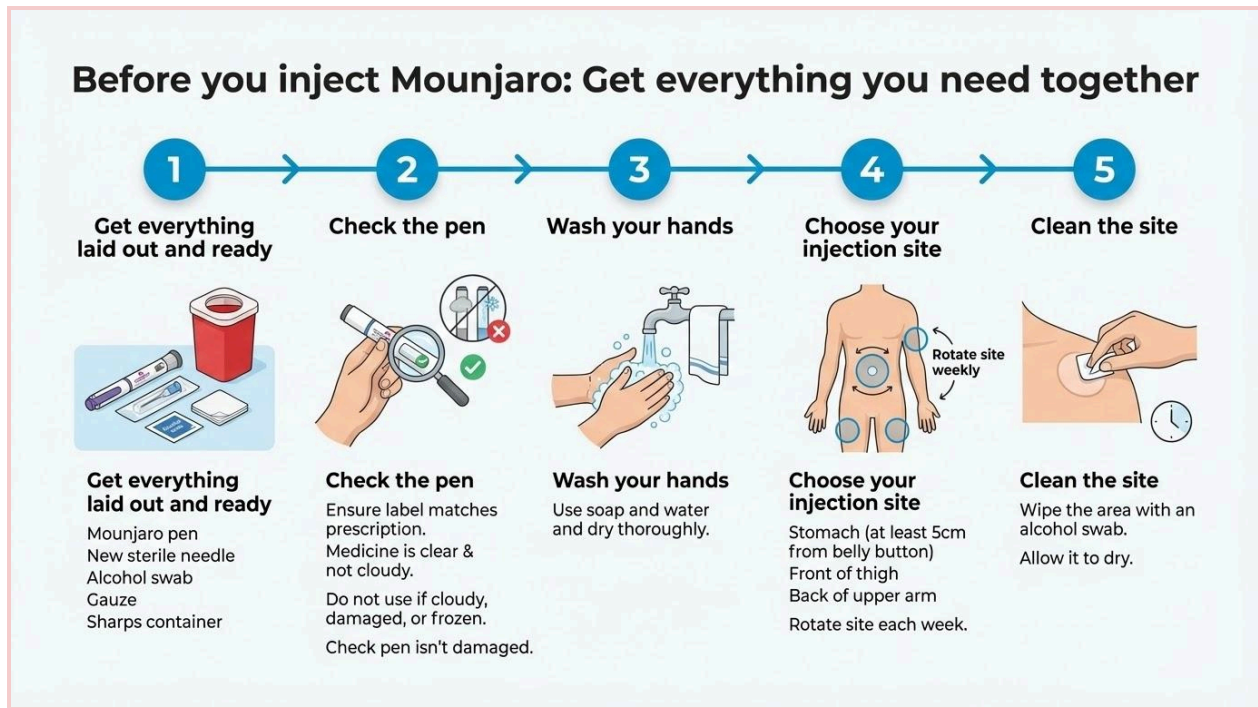 Before you inject Mounjaro: Get everything you need together
1
2
3
4
5
Get everything
laid out and ready
Check the pen
Wash your hands
Choose your
injection site
Clean the site
Rotate site
weekly
Get everything
laid out and ready
Mounjaro pen
New sterile needle
Alcohol swab
Gauze
Sharps container
Check the pen
Ensure label matches
prescription.
Medicine is clear &
not cloudy.
Do not use if cloudy,
damaged, or frozen.
Check pen isn't damaged.
Wash your hands
Use soap and water
and dry thoroughly.
Choose your
injection site
Stomach (at least 5cm
from belly button)
Front of thigh
Back of upper arm
Rotate site each week.
Clean the site
Wipe the area with an
alcohol swab.
Allow it to dry.